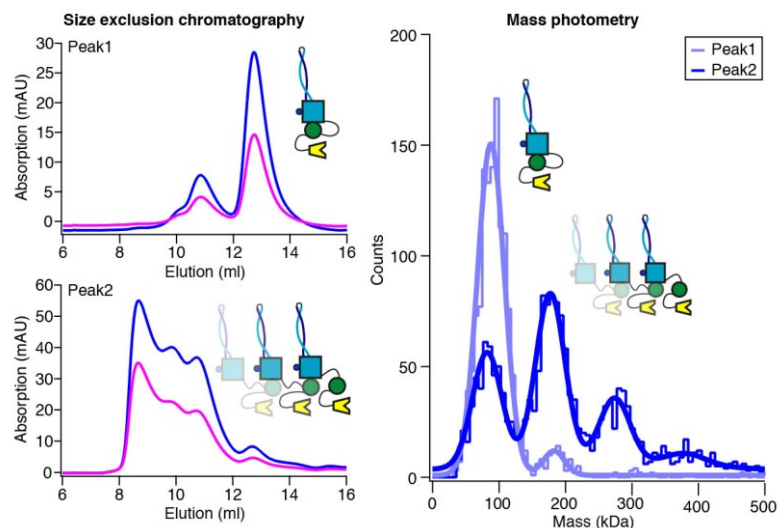 Size exclusion chromatography
Peak1
30
25
20
15
10
5
0
Absorption (mAU)
6 8 10 12 14 16
Elution (ml)
Peak2
60
50
40
30
20
10
0
Absorption (mAU)
6 8 10 12 14 16
Elution (ml)
Mass photometry
200
150
100
50
0
Counts
Peak1
Peak2
0 100 200 300 400 500
Mass (kDa)